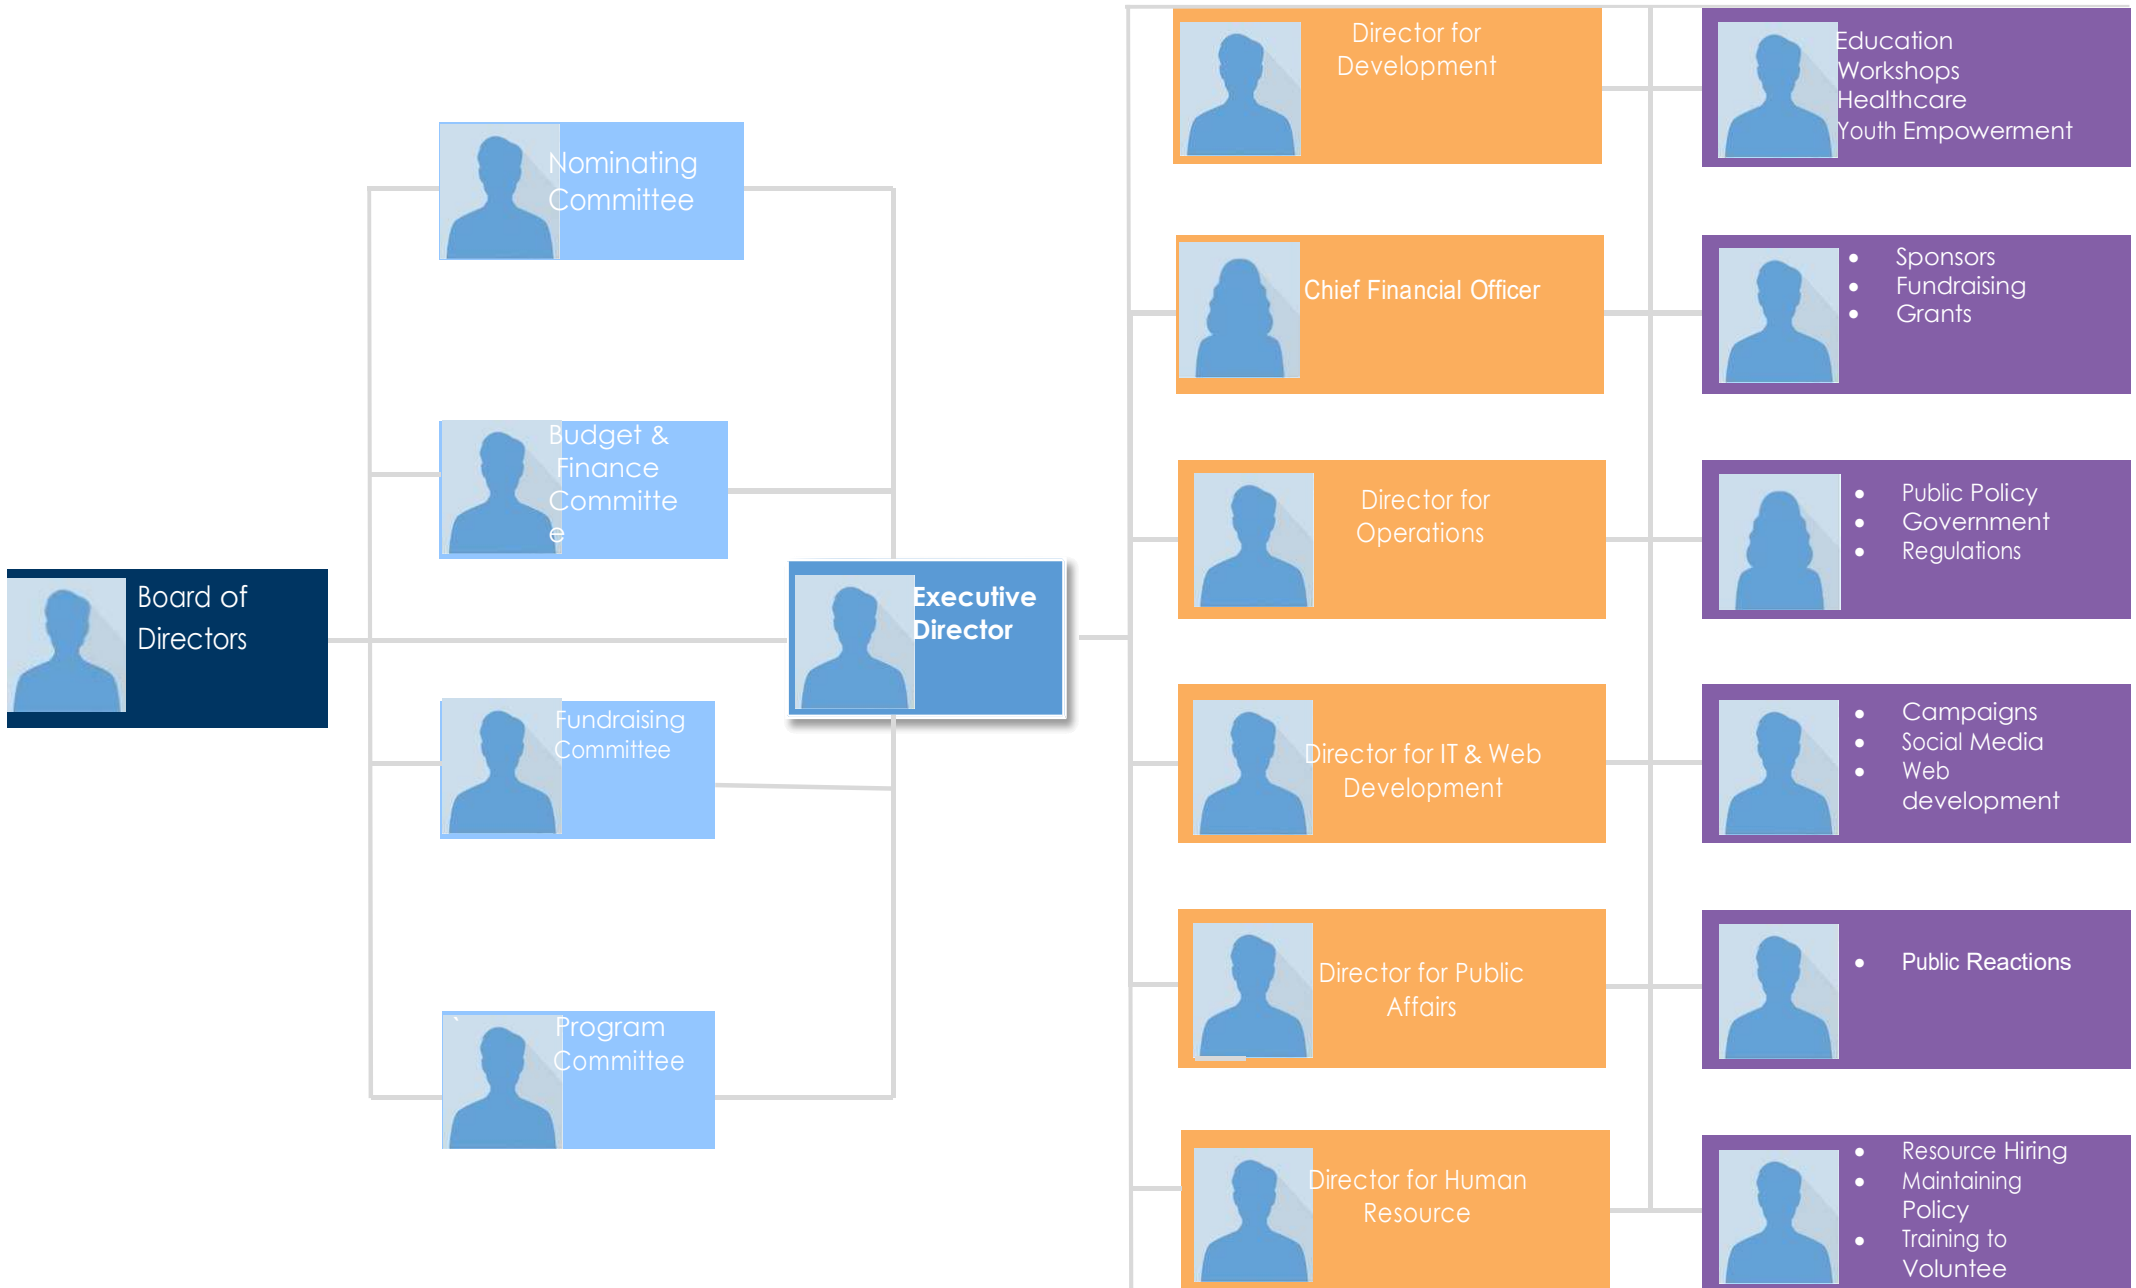 Board of
Directors
Nominating
Committee
Budget &
Finance
Committe
e
Fundraising
Committee
`
Program
Committee
Executive
Director
Director for
Development
Chief Financial Officer
Director for
Operations
Director for IT & Web
Development
Director for Public
Affairs
Director for Human
Resource
Education
Workshops
Healthcare
Youth Empowerment
• Sponsors
• Fundraising
• Grants
• Public Policy
• Government
• Regulations
• Campaigns
• Social Media
• Web
development
• Public Reactions
• Resource Hiring
• Maintaining
Policy
• Training to
Voluntee